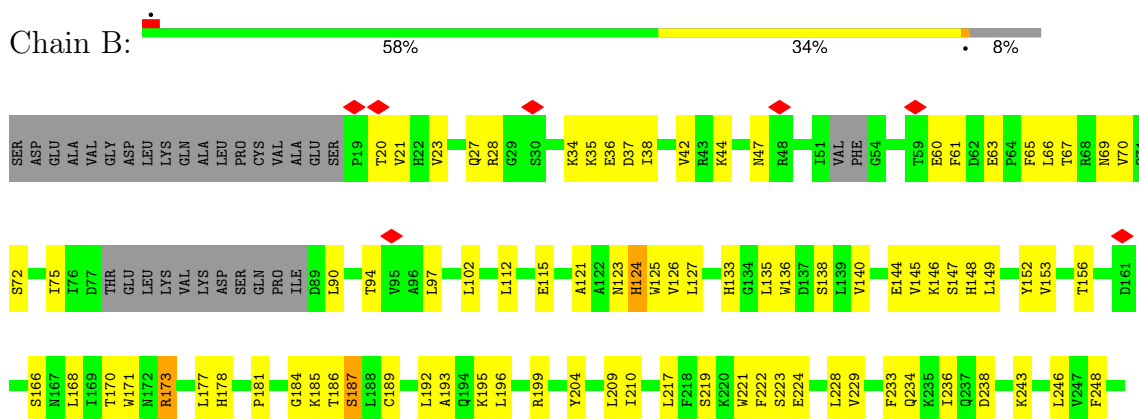 Chain B:
58% 34% • 8%
SER ASP GLU ALA VAL GLY ASP LEU LYS GLN ALA LEU PRO CYS VAL ALA GLU SER P19 T20 V21 H22 V23 Q27 R28 G29 S30 K34 K35 E36 D37 I38 V42 R43 K44 N47 R48 I51 VAL PHE G54 T59 E60 F61 D62 E63 P64 F65 L66 T67 R68 N69 V70
S72 I75 I76 D77 THR GLU LEU LYS VAL LYS ASP SER GLN PRO ILE D89 L90 T94 V95 A96 L97 L102 L112 E115 A121 A122 N123 H124 W125 V126 L127 H133 G134 L135 W136 D137 S138 L139 V140 E144 V145 K146 S147 H148 L149 Y152 V153 T156 D161
S166 N167 L168 I169 T170 W171 N172 R173 L177 H178 P181 G184 K185 T186 S187 L188 C189 L192 A193 Q194 K195 L196 R199 Y204 L209 I210 L217 F218 S219 K220 W221 F222 S223 E224 L228 V229 F233 Q234 K235 I236 Q237 D238 K243 L246 V247 F248